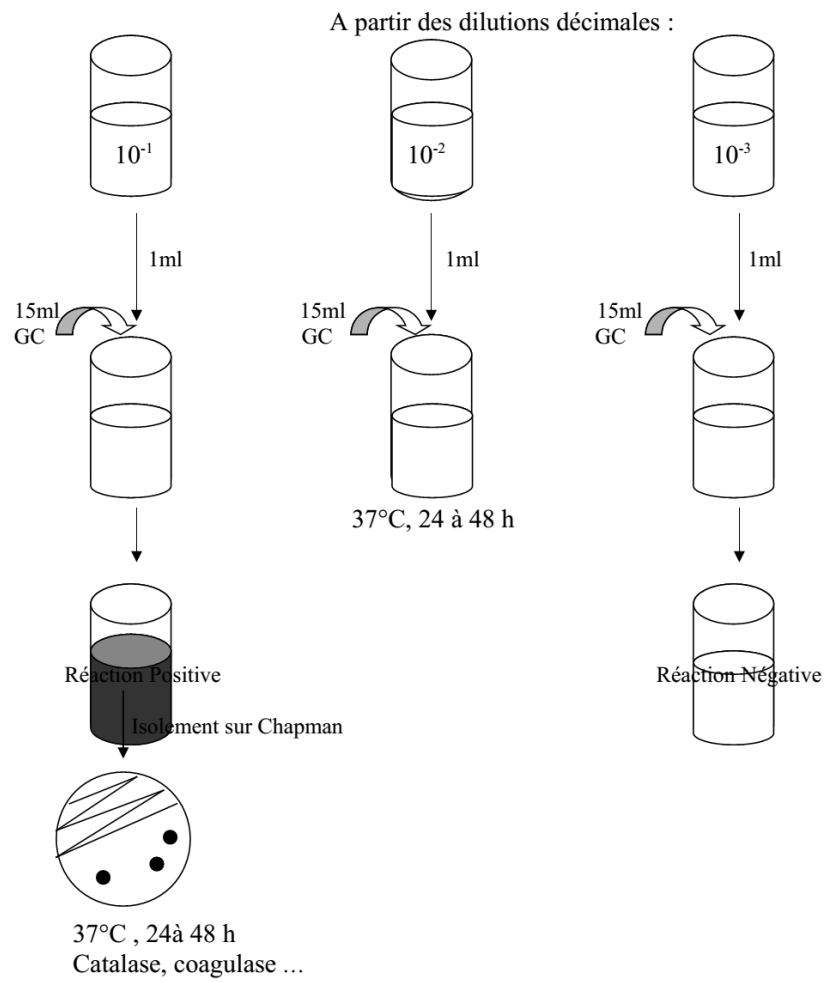 A partir des dilutions décimales :
10⁻¹
10⁻²
10⁻³
1ml
1ml
1ml
15ml
GC
15ml
GC
15ml
GC
37°C, 24 à 48 h
Réaction Positive
Réaction Négative
Isolement sur Chapman
37°C , 24à 48 h
Catalase, coagulase …